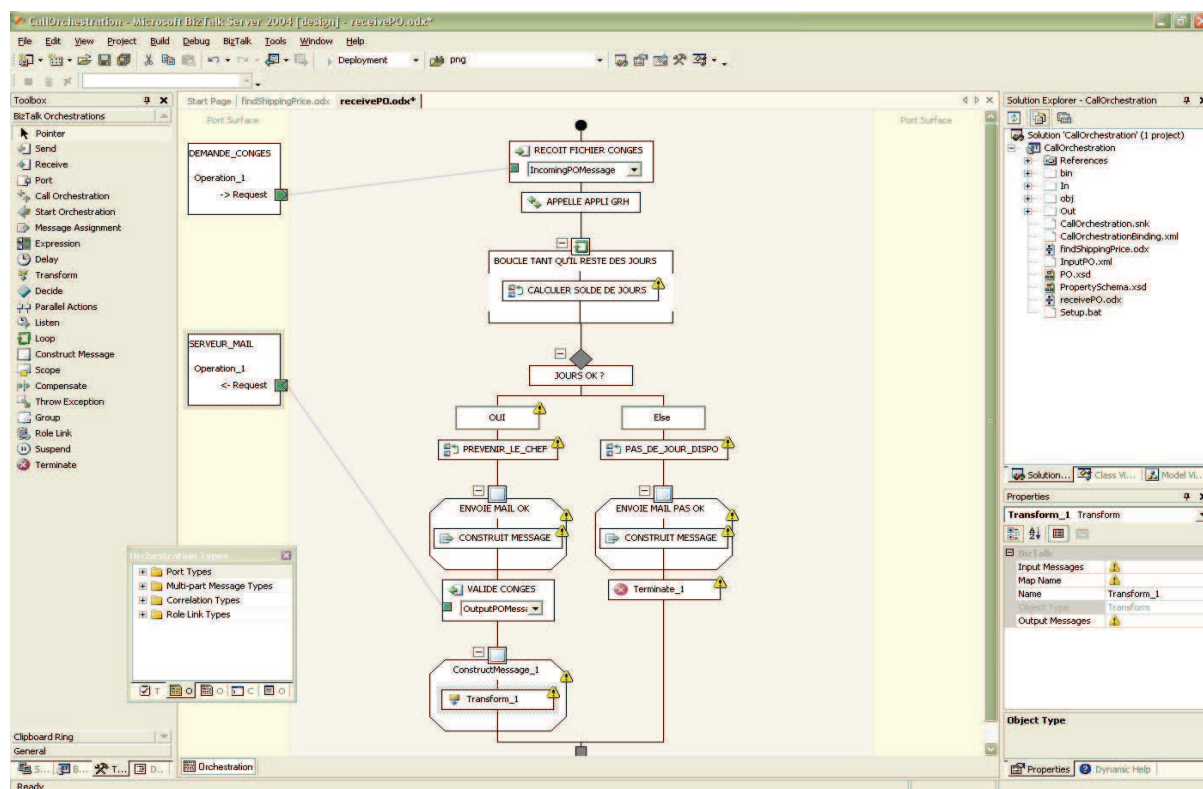 CallOrchestration - Microsoft BizTalk Server 2004 [design] - receivePO.odx*
File Edit View Project Build Debug BizTalk Tools Window Help
Deployment png
Toolbox
BizTalk Orchestrations
Pointer
Send
Receive
Port
Call Orchestration
Start Orchestration
Message Assignment
Expression
Delay
Transform
Decide
Parallel Actions
Listen
Loop
Construct Message
Scope
Compensate
Throw Exception
Group
Role Link
Suspend
Terminate
Clipboard Ring
General
S... B... T... D..
Start Page findShippingPrice.odx receivePO.odx*
Port Surface
Port Surface
DEMANDE_CONGES
Operation_1
-> Request
SERVEUR_MAIL
Operation_1
<- Request
RECOIT FICHIER CONGES
IncomingPOMessage
APPELLE APPLI GRH
BOUCLE TANT QU'IL RESTE DES JOURS
CALCULER SOLDE DE JOURS
JOURS OK ?
OUI Else
PREVENIR_LE_CHEF PAS_DE_JOUR_DISPO
ENVOIE MAIL OK ENVOIE MAIL PAS OK
CONSTRUIT MESSAGE CONSTRUIT MESSAGE
VALIDE CONGES Terminate_1
OutputPOMessa
ConstructMessage_1
Transform_1
Orchestration Types
Port Types
Multi-part Message Types
Correlation Types
Role Link Types
T O O C O
Orchestration
Solution Explorer - CallOrchestration
Solution 'CallOrchestration' (1 project)
CallOrchestration
References
bin
In
obj
Out
CallOrchestration.snk
CallOrchestrationBinding.xml
findShippingPrice.odx
InputPO.xml
PO.xsd
PropertySchema.xsd
receivePO.odx
Setup.bat
Solution... Class Vi... Model Vi...
Properties
Transform_1 Transform
BizTalk
Input Messages
Map Name
Name Transform_1
Object Type Transform
Output Messages
Object Type
Properties Dynamic Help
Ready